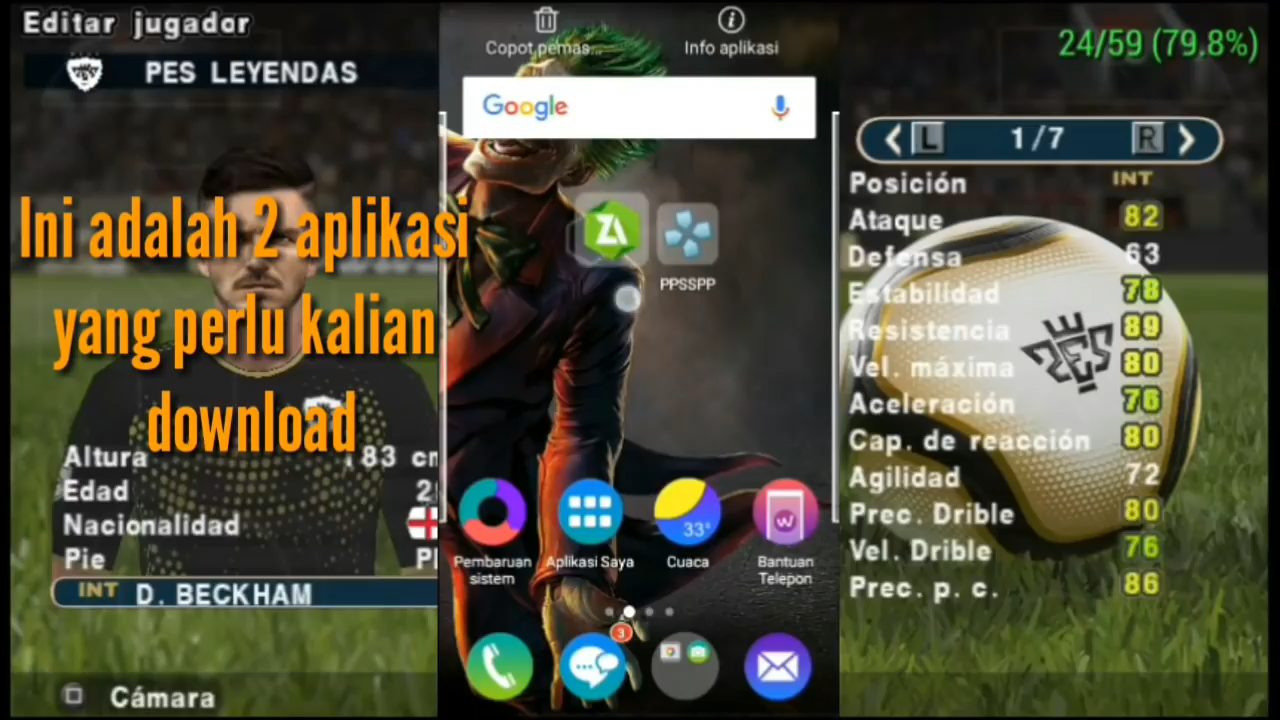 Editar jugador
PES LEYENDAS
Ini adalah 2 aplikasi
yang perlu kalian
download
Altura 183 cm
Edad
Nacionalidad
Pie
INT D. BECKHAM
Cámara
Copot pemas...
Info aplikasi
Google
ZA
PPSSPP
33°
Pembaruan sistem
Aplikasi Saya
Cuaca
Bantuan Telepon
3
24/59 (79.8%)
L 1/7 R
Posición INT
Ataque 82
Defensa 63
Estabilidad 78
Resistencia 89
Vel. máxima 80
Aceleración 76
Cap. de reacción 80
Agilidad 72
Prec. Drible 80
Vel. Drible 76
Prec. p. c. 86
PES